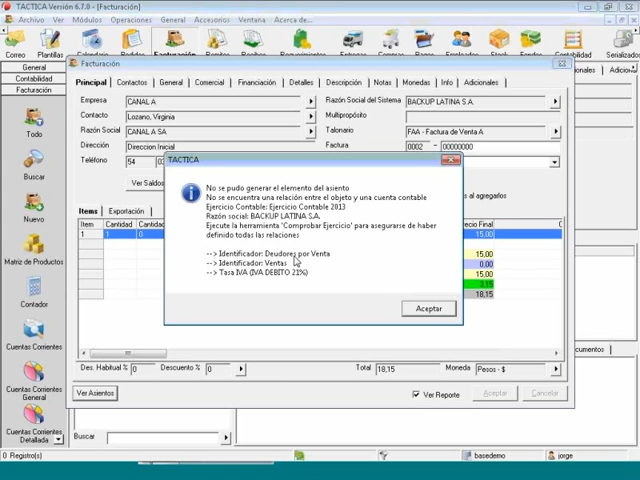 TACTICA Versión 6.7.0 - [Facturación]
Archivo Ver Módulos Operaciones General Accesorios Ventana Acerca de...
Correo Plantillas Calendario Pedidos Facturación Recibos Requerimientos Compras Pagos Empleados Stock Fondos Contabilidad Serializados
General
Contabilidad
Facturación
Todo
Buscar
Nuevo
Matriz de Productos
Contador
Cuentas Corrientes
Cuentas Corrientes General
Cuentas Corrientes Detallada
Facturación
Principal Contactos General Comercial Financiación Detalles Descripción Notas Monedas Info Adicionales
Empresa CANAL A
Razón Social del Sistema BACKUP LATINA S.A.
Contacto Lozano, Virginia
Multipropósito
Razón Social CANAL A SA
Talonario FAA - Factura de Venta A
Dirección Direccion Inicial
Factura 0002 - 00000000
Teléfono 54
Ver Saldos
al agregarlos
Items Exportación
Item Cantidad Cantidad
ecio Final
1 1 0 15,00
15,00
0,00
15,00
3,15
18,15
TACTICA
No se pudo generar el elemento del asiento
No se encuentra una relación entre el objeto y una cuenta contable
Ejercicio Contable: Ejercicio Contable 2013
Razón social: BACKUP LATINA S.A.
Ejecute la herramienta 'Comprobar Ejercicio' para asegurarse de haber
definido todas las relaciones
--> Identificador: Deudores por Venta
--> Identificador: Ventas
--> Tasa IVA (IVA DEBITO 21%)
Aceptar
Des. Habitual % 0 Descuento % 0 Total 18,15 Moneda Pesos - $
Ver Asientos
Ver Reporte Aceptar Cancelar
Buscar
0 Registro(s) basedemo jorge